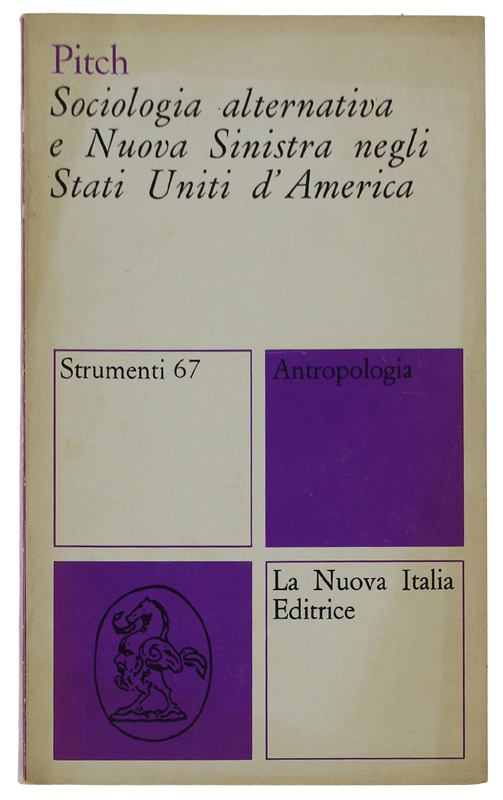 Pitch
Sociologia alternativa
e Nuova Sinistra negli
Stati Uniti d'America
Strumenti 67
Antropologia
La Nuova Italia
Editrice